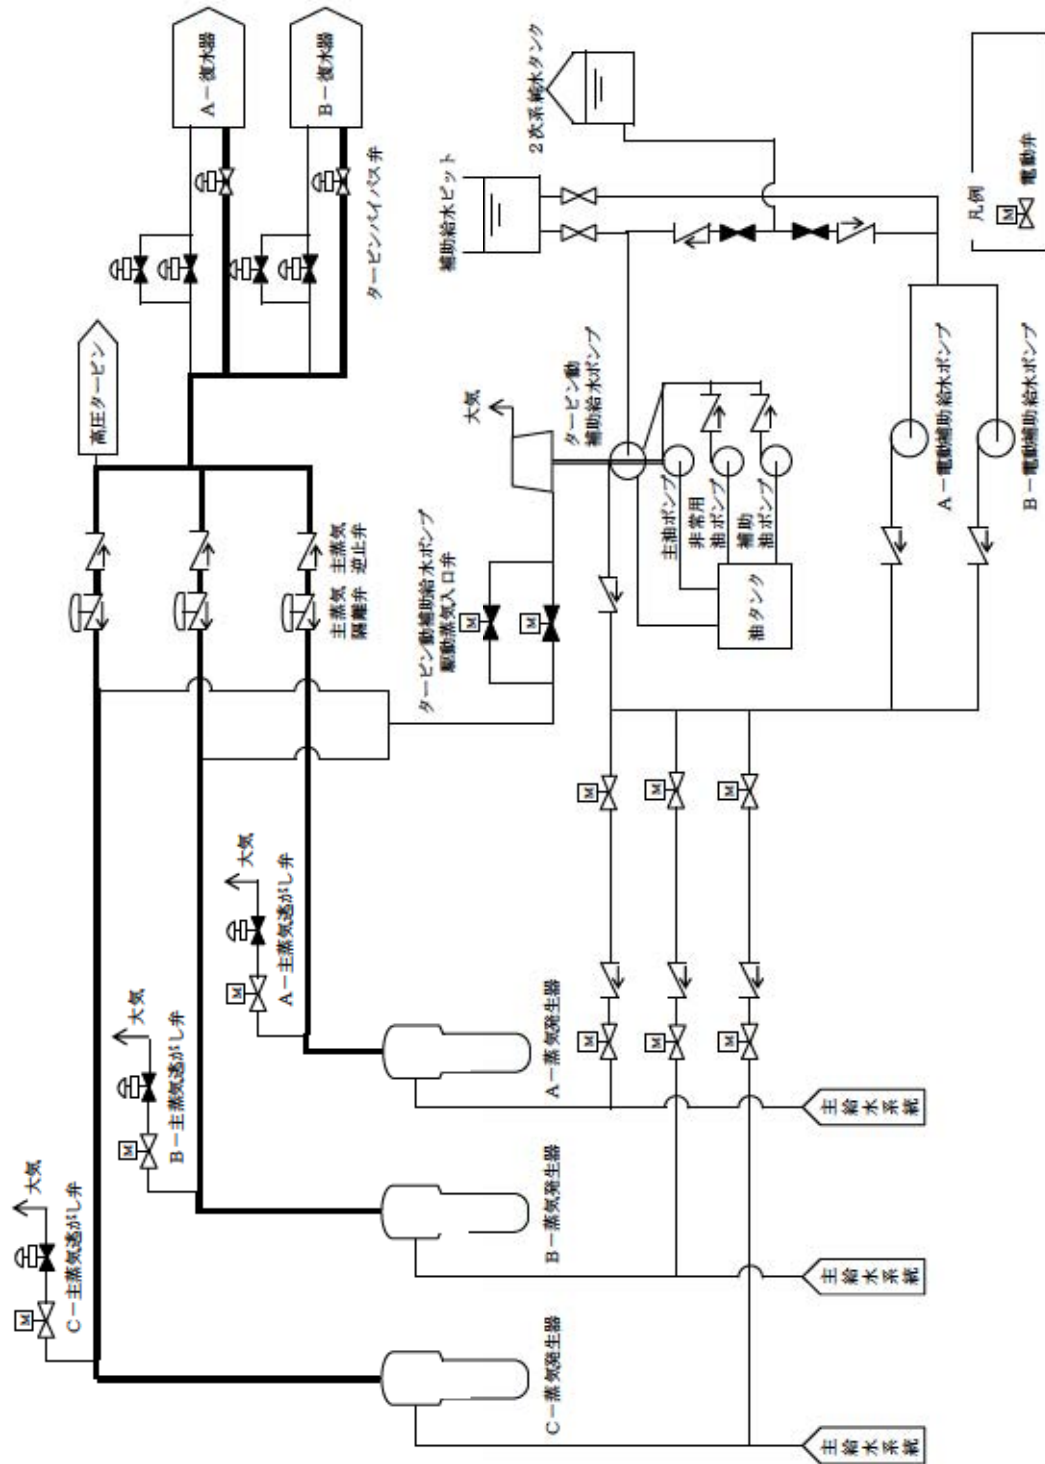 A－復水器
B－復水器
タービンバイパス弁
高圧タービン
2次系純水タンク
補助給水ピット
凡例
M
電動弁
大気
タービン動
補助給水ポンプ
主油ポンプ
非常用
油ポンプ
補助
油ポンプ
油タンク
A－電動補助給水ポンプ
B－電動補助給水ポンプ
主蒸気
逆止弁
主蒸気
隔離弁
タービン動補助給水ポンプ
駆動蒸気入口弁
M
M
M
M
M
大気
M
A－主蒸気逃がし弁
大気
M
B－主蒸気逃がし弁
大気
M
C－主蒸気逃がし弁
M
M
M
A－蒸気発生器
B－蒸気発生器
C－蒸気発生器
主給水系統
主給水系統
主給水系統